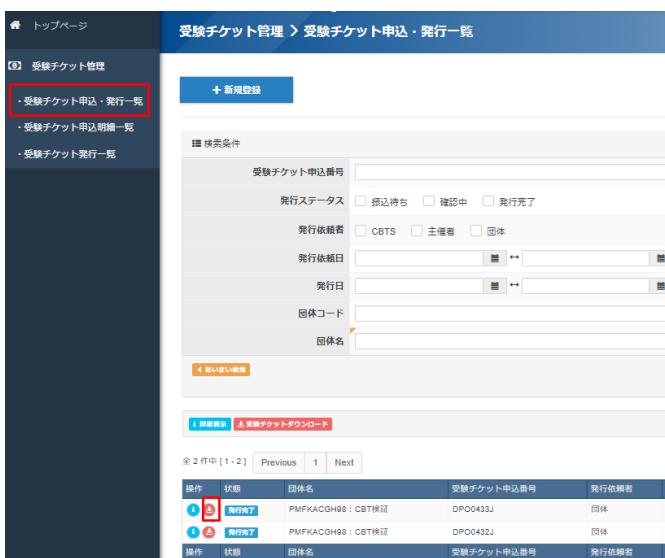 トップページ
受験チケット管理
・受験チケット申込・発行一覧
・受験チケット申込明細一覧
・受験チケット発行一覧
受験チケット管理 > 受験チケット申込・発行一覧
+ 新規登録
検索条件
受験チケット申込番号
発行ステータス 振込待ち 確認中 発行完了
発行依頼者 CBTS 主催者 団体
発行依頼日 ↔
発行日 ↔
団体コード
団体名
あいまい検索
i 詳細表示 受験チケットダウンロード
全 2 件中 [ 1 - 2 ] Previous 1 Next
操作 状態 団体名 受験チケット申込番号 発行依頼者
i 発行完了 PMFKACGH98：CBT検証 DPO0433J 団体
i 発行完了 PMFKACGH98：CBT検証 DPO0432J 団体
操作 状態 団体名 受験チケット申込番号 発行依頼者